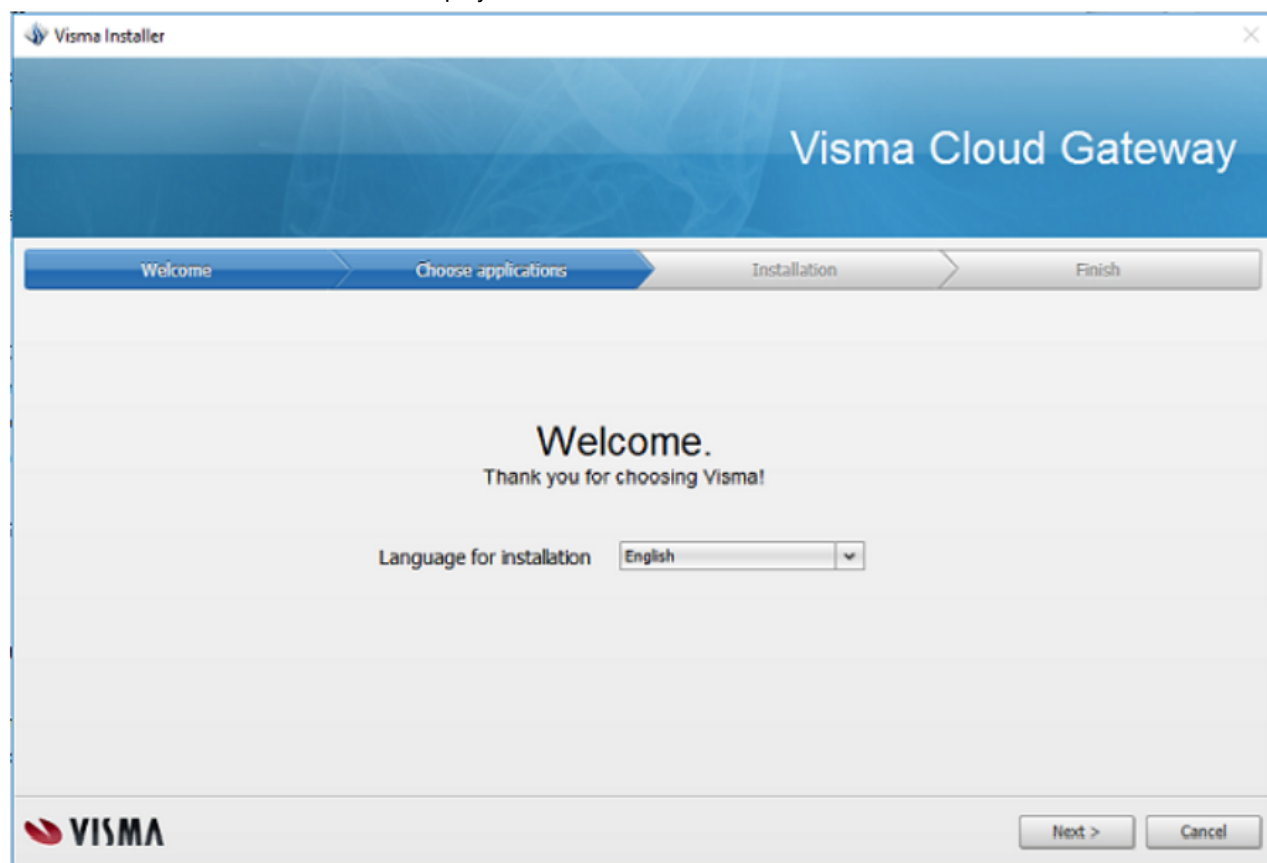 Visma Installer
Visma Cloud Gateway
Welcome
Choose applications
Installation
Finish
Welcome.
Thank you for choosing Visma!
Language for installation
English
VISMA
Next >
Cancel